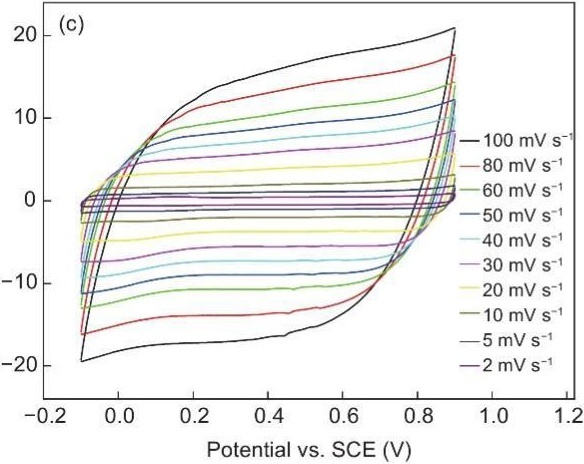 (c)
20
10
0
−10
−20
100 mV s⁻¹
80 mV s⁻¹
60 mV s⁻¹
50 mV s⁻¹
40 mV s⁻¹
30 mV s⁻¹
20 mV s⁻¹
10 mV s⁻¹
5 mV s⁻¹
2 mV s⁻¹
−0.2 0.0 0.2 0.4 0.6 0.8 1.0 1.2
Potential vs. SCE (V)